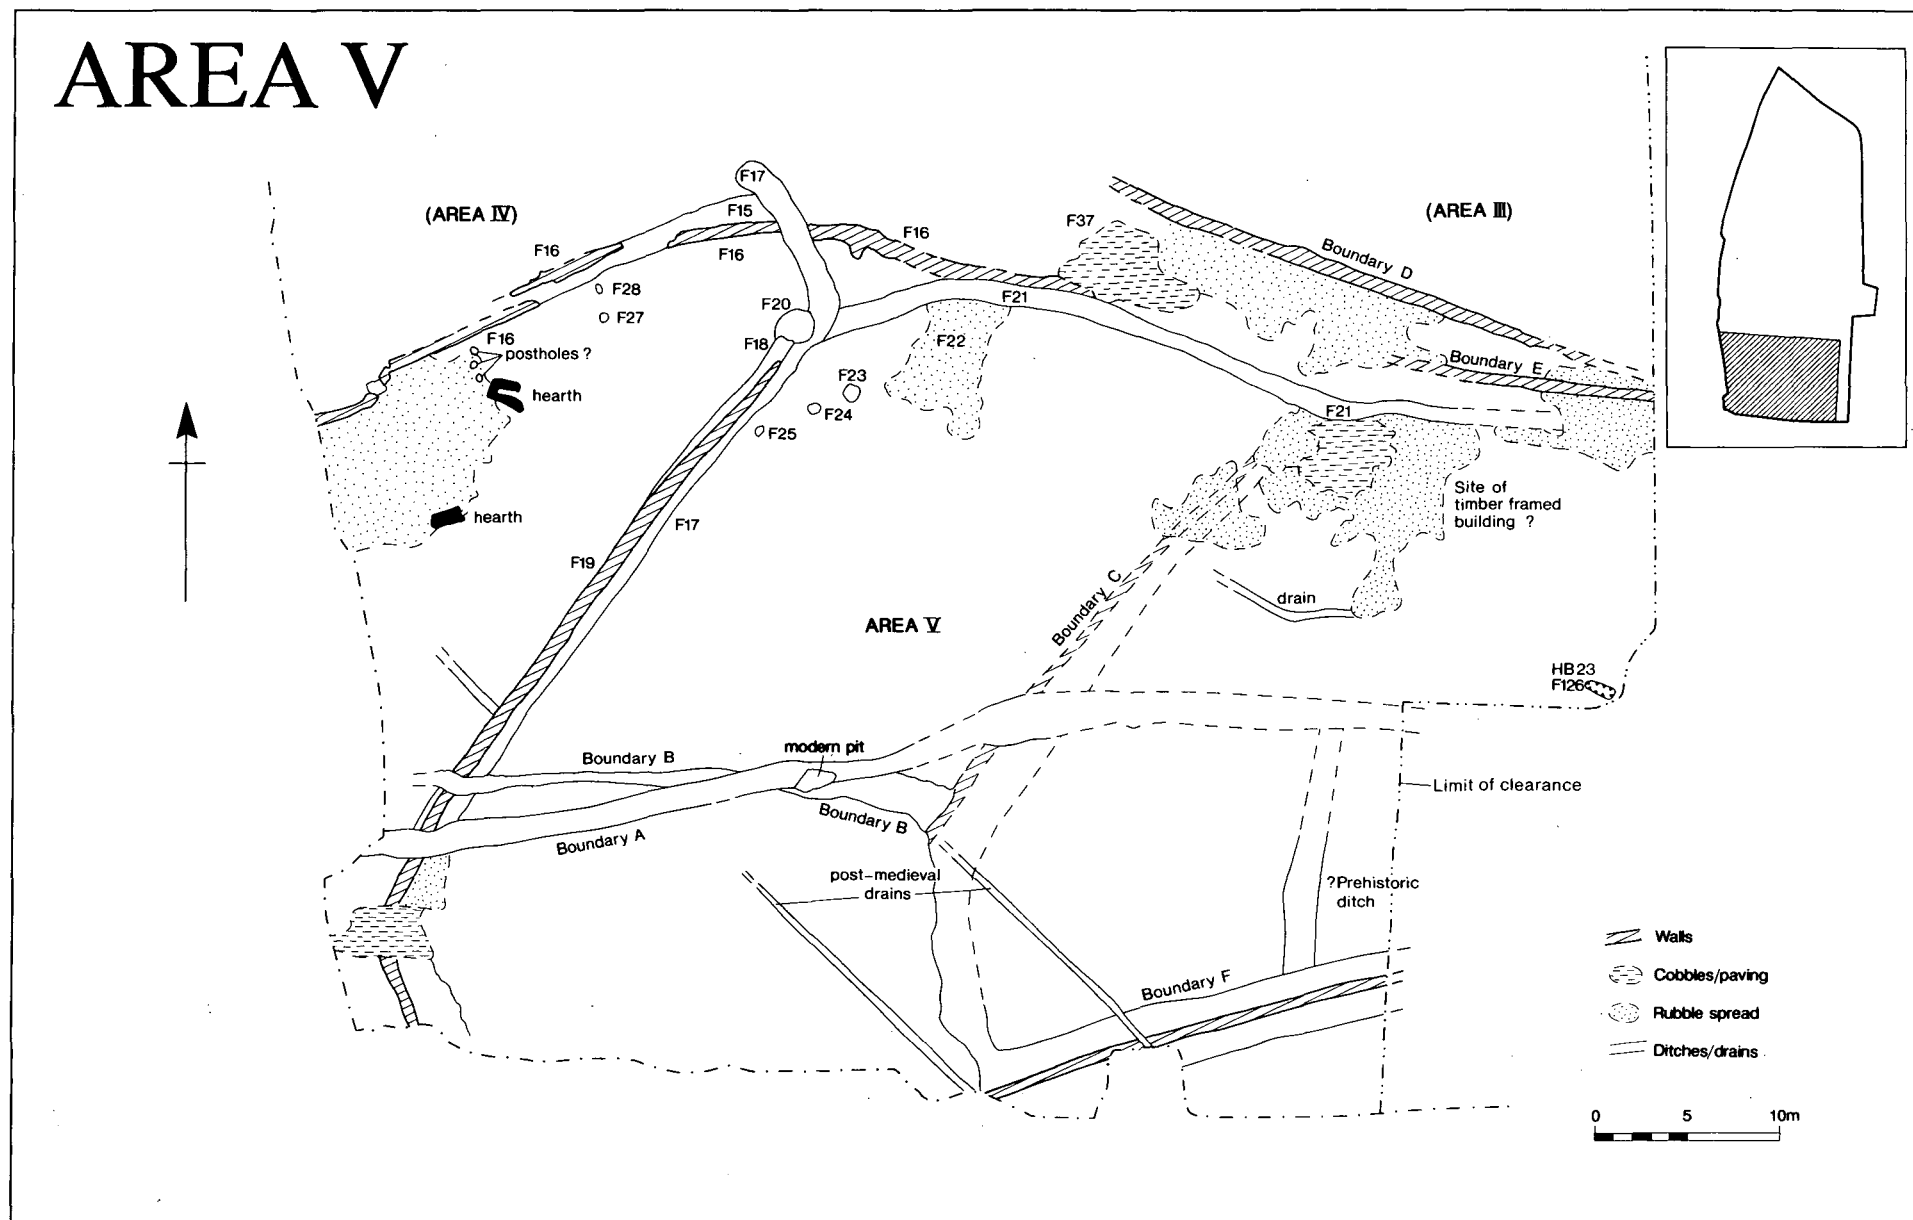 AREA V
F17
(AREA IV)
F15
F37
(AREA III)
F16
F16
F16
Boundary D
F28
F20
F21
F27
F16
F18
F22
postholes ?
Boundary E
hearth
F23
F24
F21
F25
Site of
timber framed
building ?
hearth
F17
F19
Boundary C
drain
AREA V
HB23
F126
modern pit
Boundary B
Limit of clearance
Boundary B
Boundary A
post-medieval
drains
?Prehistoric
ditch
Boundary F
Walls
Cobbles/paving
Rubble spread
Ditches/drains
0 5 10m